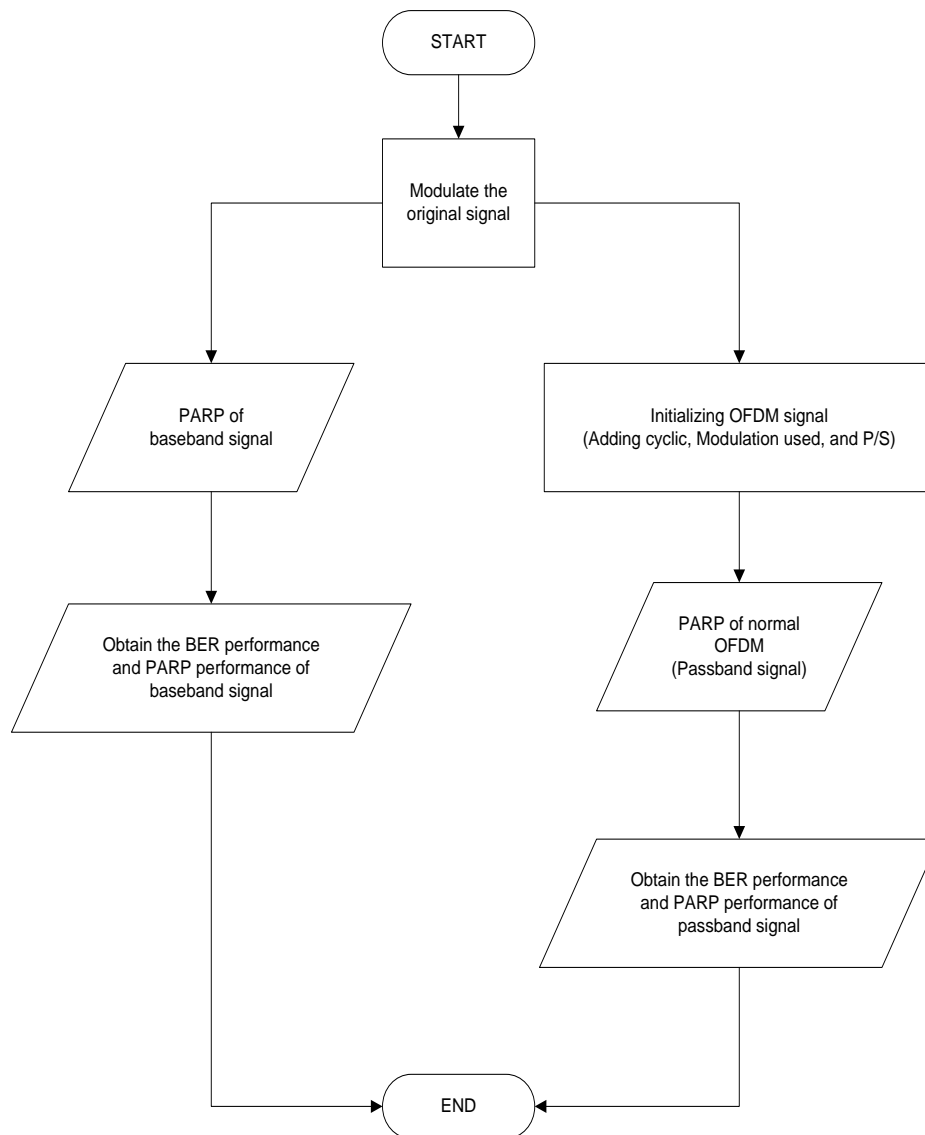 START
Modulate the
original signal
PARP of
baseband signal
Obtain the BER performance
and PARP performance of
baseband signal
Initializing OFDM signal
(Adding cyclic, Modulation used, and P/S)
PARP of normal
OFDM
(Passband signal)
Obtain the BER performance
and PARP performance of
passband signal
END